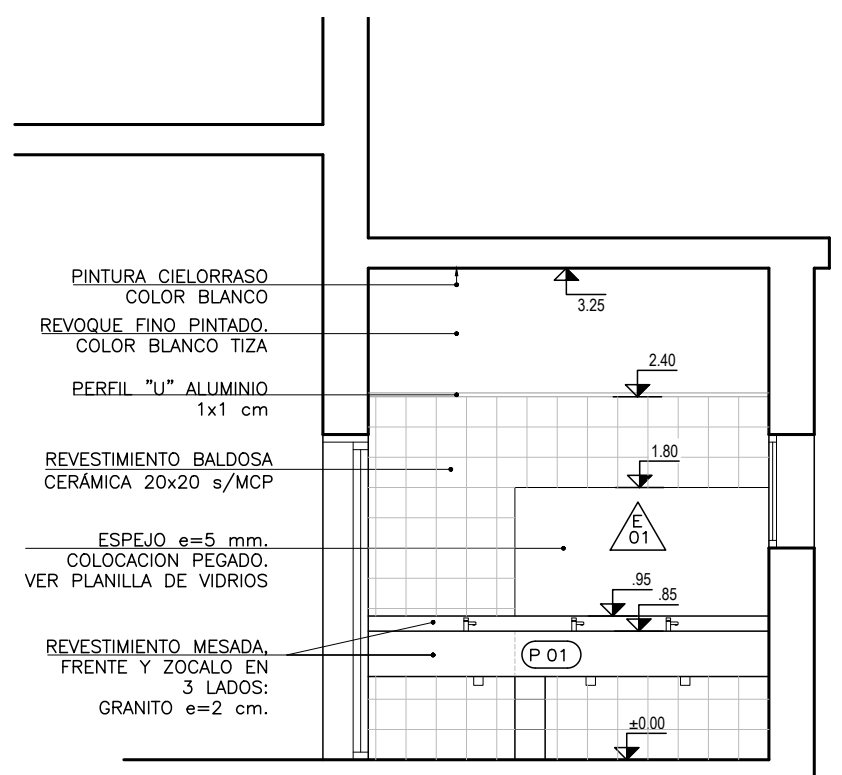 PINTURA CIELORRASO
COLOR BLANCO
3.25
REVOQUE FINO PINTADO.
COLOR BLANCO TIZA
2.40
PERFIL "U" ALUMINIO
1x1 cm
1.80
REVESTIMIENTO BALDOSA
CERÁMICA 20x20 s/MCP
E
01
ESPEJO e=5 mm.
COLOCACION PEGADO.
VER PLANILLA DE VIDRIOS
.95
.85
REVESTIMIENTO MESADA,
FRENTE Y ZOCALO EN
3 LADOS:
GRANITO e=2 cm.
P 01
±0.00